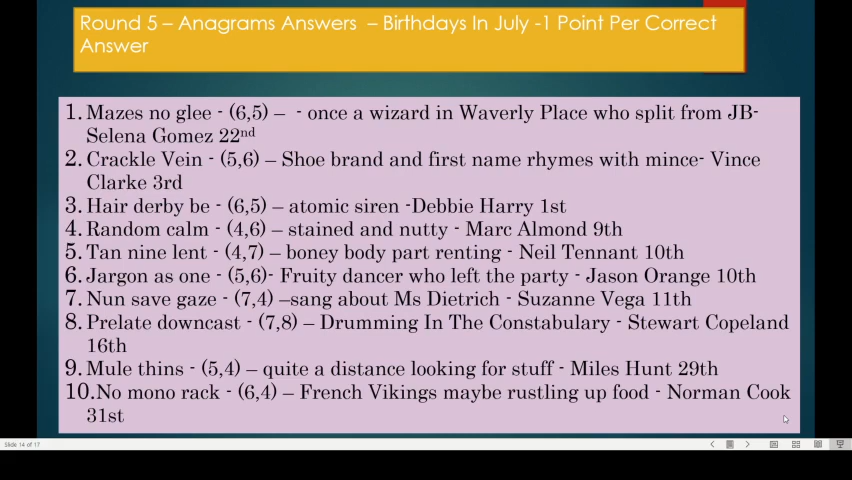 Round 5 – Anagrams Answers – Birthdays In July -1 Point Per Correct
Answer
1. Mazes no glee - (6,5) – - once a wizard in Waverly Place who split from JB-
Selena Gomez 22nd
2. Crackle Vein - (5,6) – Shoe brand and first name rhymes with mince- Vince
Clarke 3rd
3. Hair derby be - (6,5) – atomic siren -Debbie Harry 1st
4. Random calm - (4,6) – stained and nutty - Marc Almond 9th
5. Tan nine lent - (4,7) – boney body part renting - Neil Tennant 10th
6. Jargon as one - (5,6)- Fruity dancer who left the party - Jason Orange 10th
7. Nun save gaze - (7,4) –sang about Ms Dietrich - Suzanne Vega 11th
8. Prelate downcast - (7,8) – Drumming In The Constabulary - Stewart Copeland
16th
9. Mule thins - (5,4) – quite a distance looking for stuff - Miles Hunt 29th
10.No mono rack - (6,4) – French Vikings maybe rustling up food - Norman Cook
31st
Slide 14 of 17